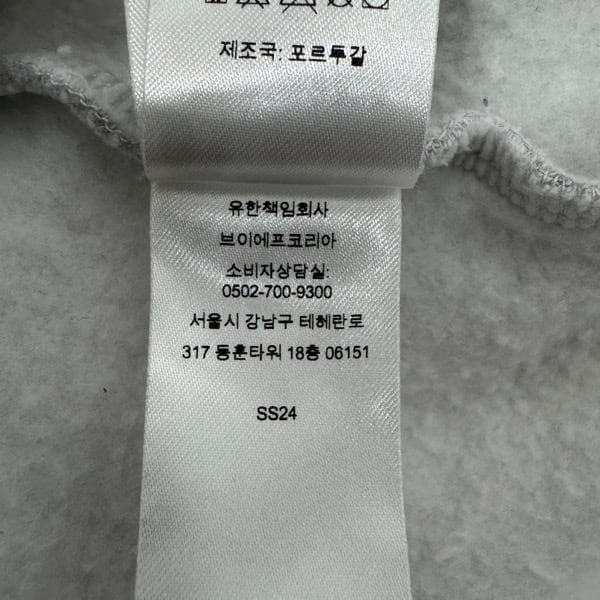 제조국: 포르투갈
유한책임회사
브이에프코리아
소비자상담실:
0502-700-9300
서울시 강남구 테헤란로
317 동훈타워 18층 06151
SS24